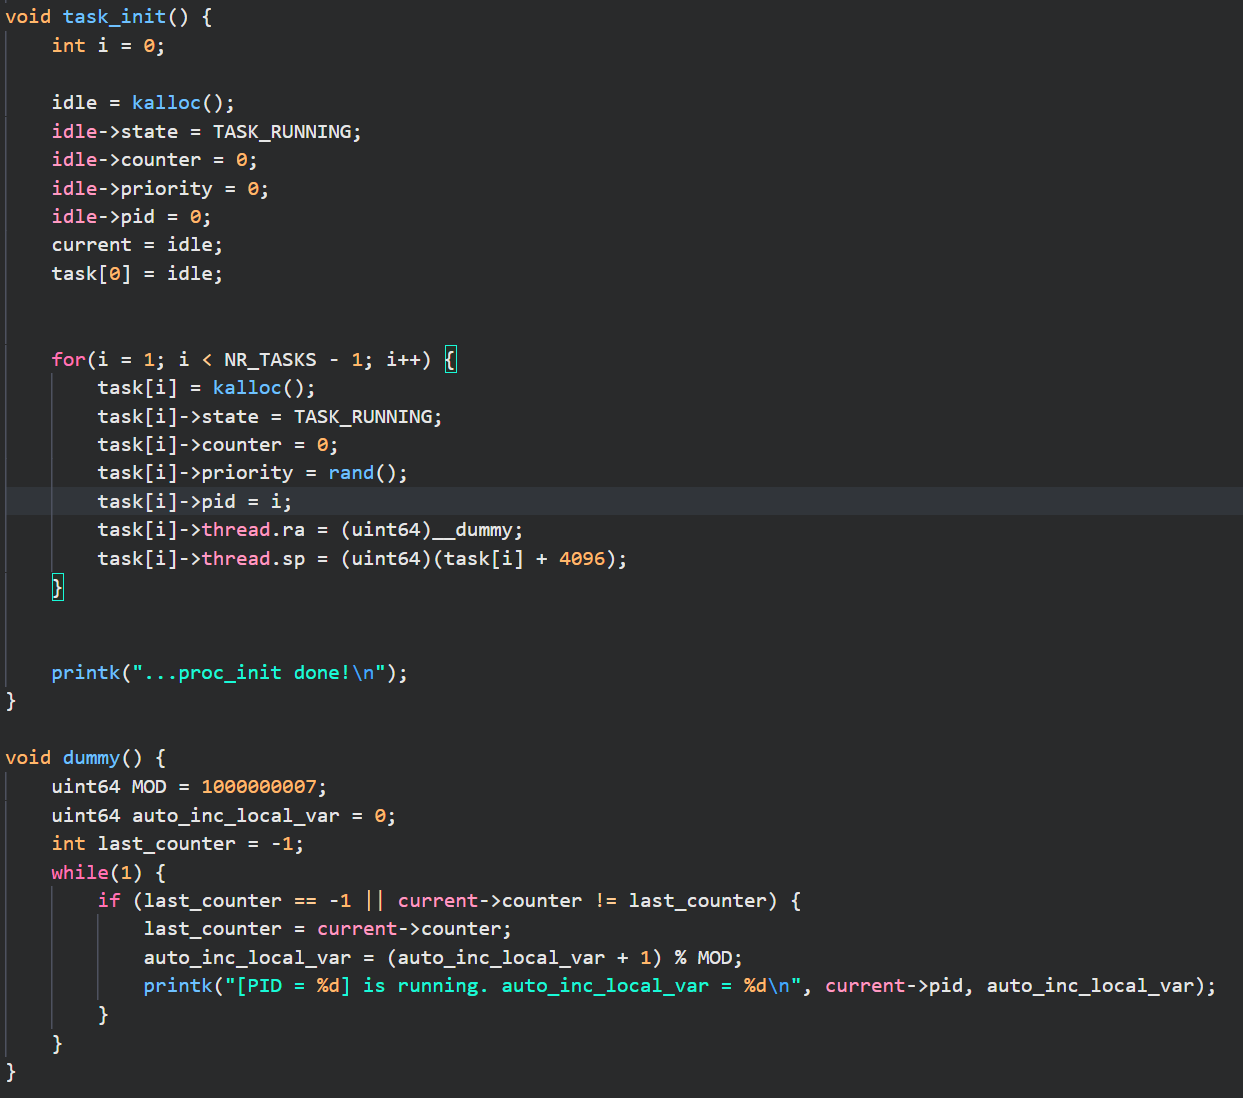 void task_init() {
    int i = 0;

    idle = kalloc();
    idle->state = TASK_RUNNING;
    idle->counter = 0;
    idle->priority = 0;
    idle->pid = 0;
    current = idle;
    task[0] = idle;


    for(i = 1; i < NR_TASKS - 1; i++) {
        task[i] = kalloc();
        task[i]->state = TASK_RUNNING;
        task[i]->counter = 0;
        task[i]->priority = rand();
        task[i]->pid = i;
        task[i]->thread.ra = (uint64)__dummy;
        task[i]->thread.sp = (uint64)(task[i] + 4096);
    }


    printk("...proc_init done!\n");
}

void dummy() {
    uint64 MOD = 1000000007;
    uint64 auto_inc_local_var = 0;
    int last_counter = -1;
    while(1) {
        if (last_counter == -1 || current->counter != last_counter) {
            last_counter = current->counter;
            auto_inc_local_var = (auto_inc_local_var + 1) % MOD;
            printk("[PID = %d] is running. auto_inc_local_var = %d\n", current->pid, auto_inc_local_var);
        }
    }
}